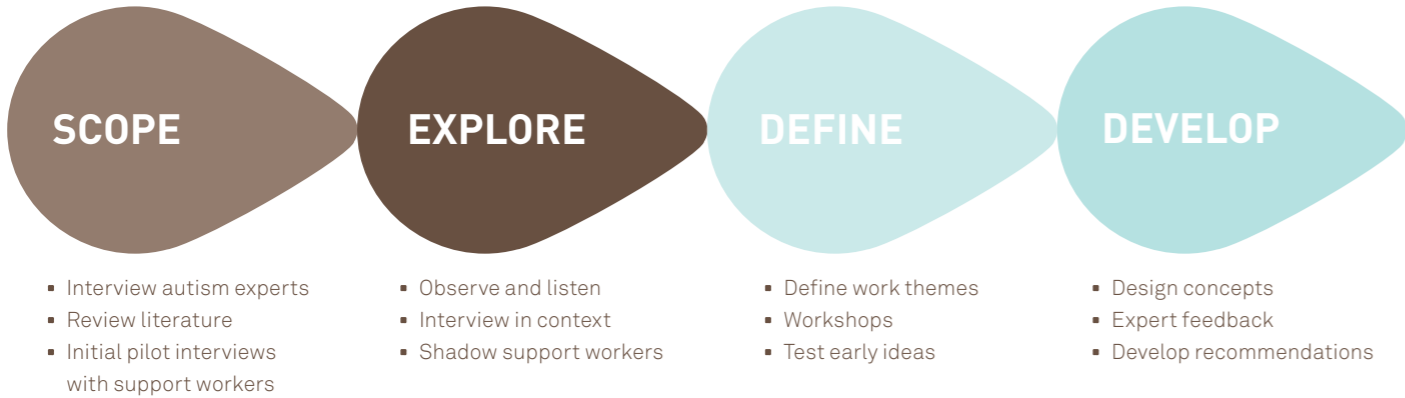 SCOPE
▪ Interview autism experts
▪ Review literature
▪ Initial pilot interviews
with support workers
EXPLORE
▪ Observe and listen
▪ Interview in context
▪ Shadow support workers
DEFINE
▪ Define work themes
▪ Workshops
▪ Test early ideas
DEVELOP
▪ Design concepts
▪ Expert feedback
▪ Develop recommendations